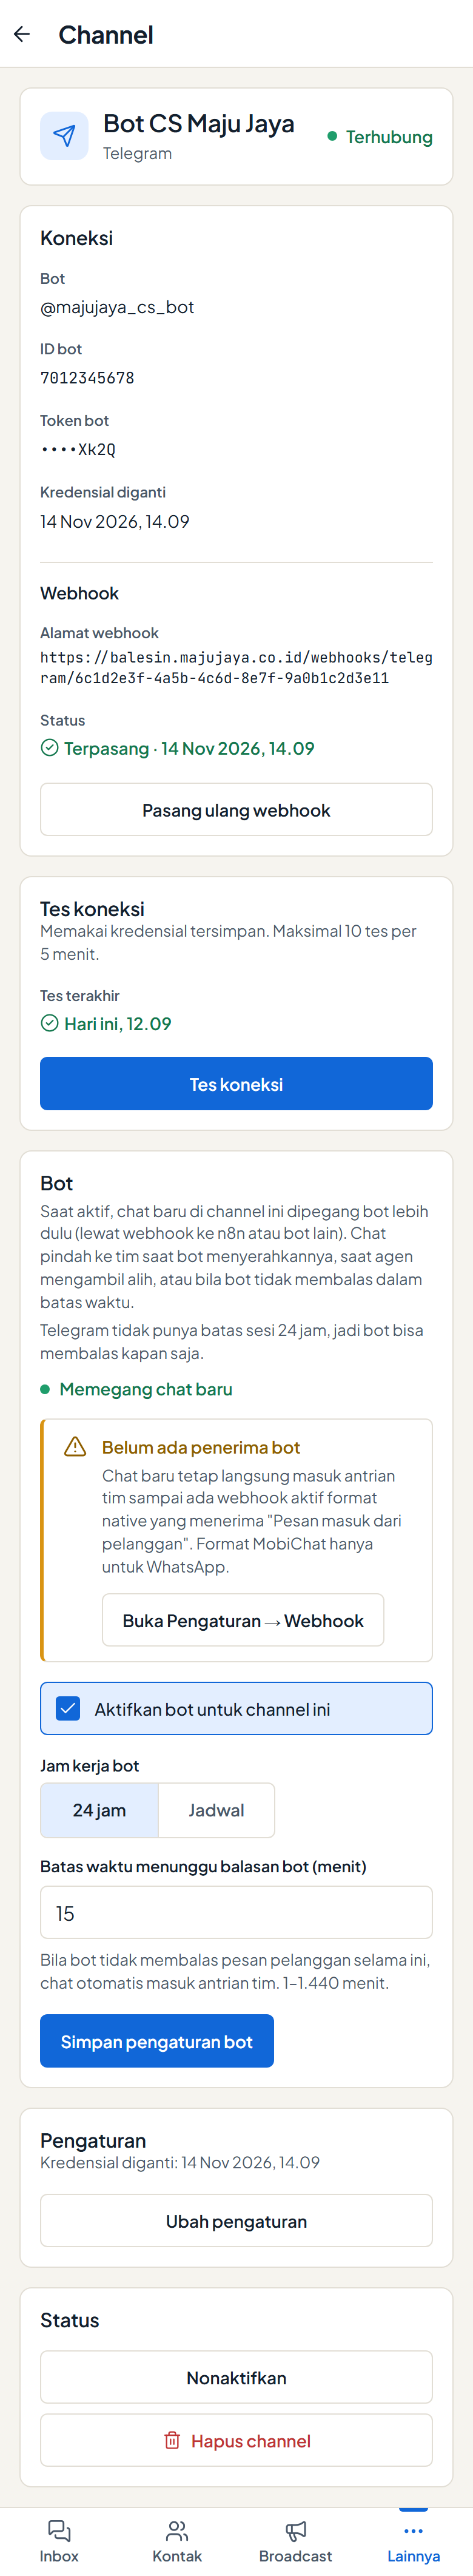 Channel
Bot CS Maju Jaya
Telegram
Terhubung
Koneksi
Bot
@majujaya_cs_bot
ID bot
7012345678
Token bot
••••Xk2Q
Kredensial diganti
14 Nov 2026, 14.09
Webhook
Alamat webhook
https://balesin.majujaya.co.id/webhooks/teleg
ram/6c1d2e3f-4a5b-4c6d-8e7f-9a0b1c2d3e11
Status
Terpasang · 14 Nov 2026, 14.09
Pasang ulang webhook
Tes koneksi
Memakai kredensial tersimpan. Maksimal 10 tes per
5 menit.
Tes terakhir
Hari ini, 12.09
Tes koneksi
Bot
Saat aktif, chat baru di channel ini dipegang bot lebih
dulu (lewat webhook ke n8n atau bot lain). Chat
pindah ke tim saat bot menyerahkannya, saat agen
mengambil alih, atau bila bot tidak membalas dalam
batas waktu.
Telegram tidak punya batas sesi 24 jam, jadi bot bisa
membalas kapan saja.
Memegang chat baru
Belum ada penerima bot
Chat baru tetap langsung masuk antrian
tim sampai ada webhook aktif format
native yang menerima "Pesan masuk dari
pelanggan". Format MobiChat hanya
untuk WhatsApp.
Buka Pengaturan → Webhook
Aktifkan bot untuk channel ini
Jam kerja bot
24 jam
Jadwal
Batas waktu menunggu balasan bot (menit)
15
Bila bot tidak membalas pesan pelanggan selama ini,
chat otomatis masuk antrian tim. 1–1.440 menit.
Simpan pengaturan bot
Pengaturan
Kredensial diganti: 14 Nov 2026, 14.09
Ubah pengaturan
Status
Nonaktifkan
Hapus channel
Inbox
Kontak
Broadcast
Lainnya